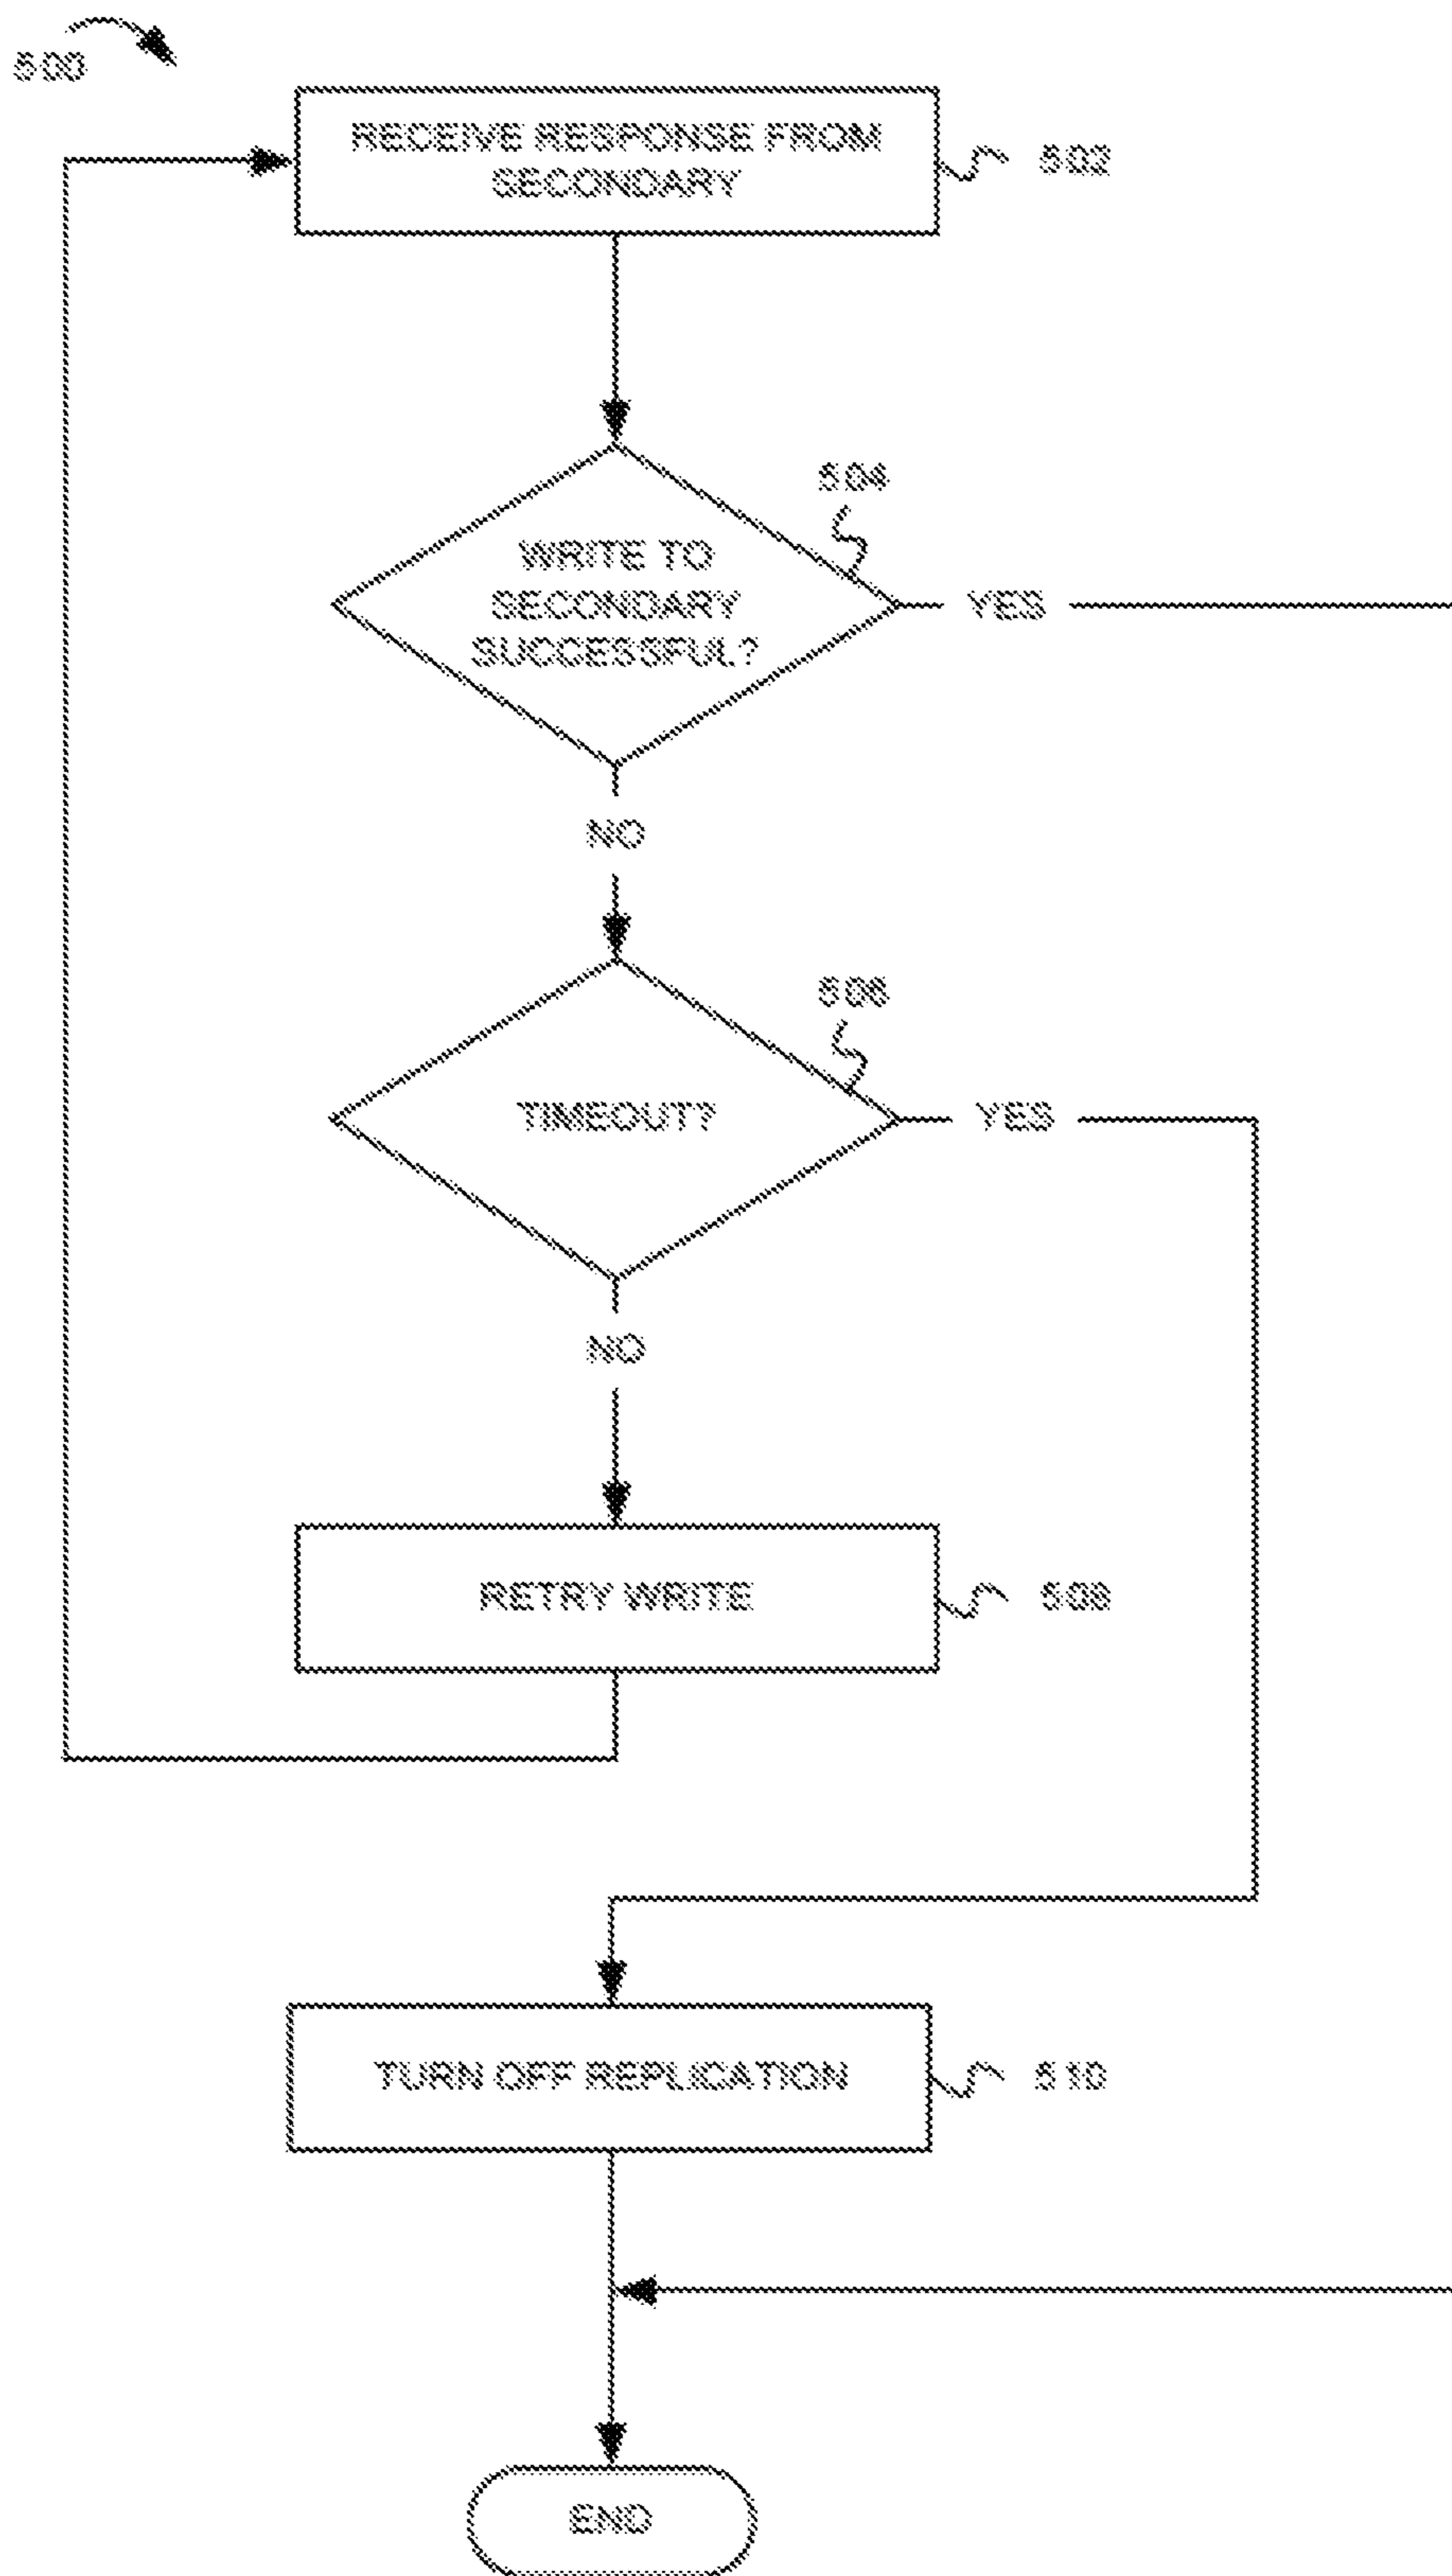 500
RECEIVE RESPONSE FROM
SECONDARY
502
504
WRITE TO
SECONDARY
SUCCESSFUL?
YES
NO
506
TIMEOUT?
YES
NO
RETRY WRITE
508
TURN OFF REPLICATION
510
END